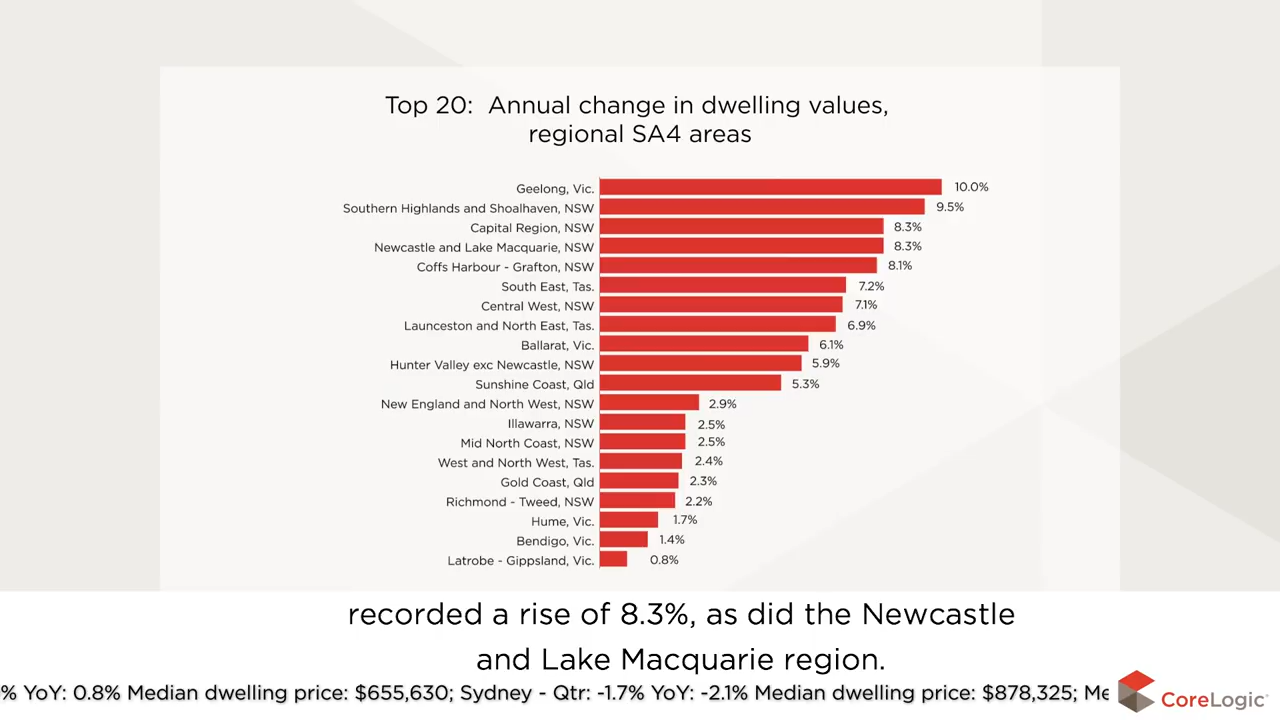 Top 20: Annual change in dwelling values,
regional SA4 areas
Geelong, Vic. 10.0%
Southern Highlands and Shoalhaven, NSW 9.5%
Capital Region, NSW 8.3%
Newcastle and Lake Macquarie, NSW 8.3%
Coffs Harbour - Grafton, NSW 8.1%
South East, Tas. 7.2%
Central West, NSW 7.1%
Launceston and North East, Tas. 6.9%
Ballarat, Vic. 6.1%
Hunter Valley exc Newcastle, NSW 5.9%
Sunshine Coast, Qld 5.3%
New England and North West, NSW 2.9%
Illawarra, NSW 2.5%
Mid North Coast, NSW 2.5%
West and North West, Tas. 2.4%
Gold Coast, Qld 2.3%
Richmond - Tweed, NSW 2.2%
Hume, Vic. 1.7%
Bendigo, Vic. 1.4%
Latrobe - Gippsland, Vic. 0.8%
recorded a rise of 8.3%, as did the Newcastle
and Lake Macquarie region.
% YoY: 0.8% Median dwelling price: $655,630; Sydney - Qtr: -1.7% YoY: -2.1% Median dwelling price: $878,325; Me
CoreLogic